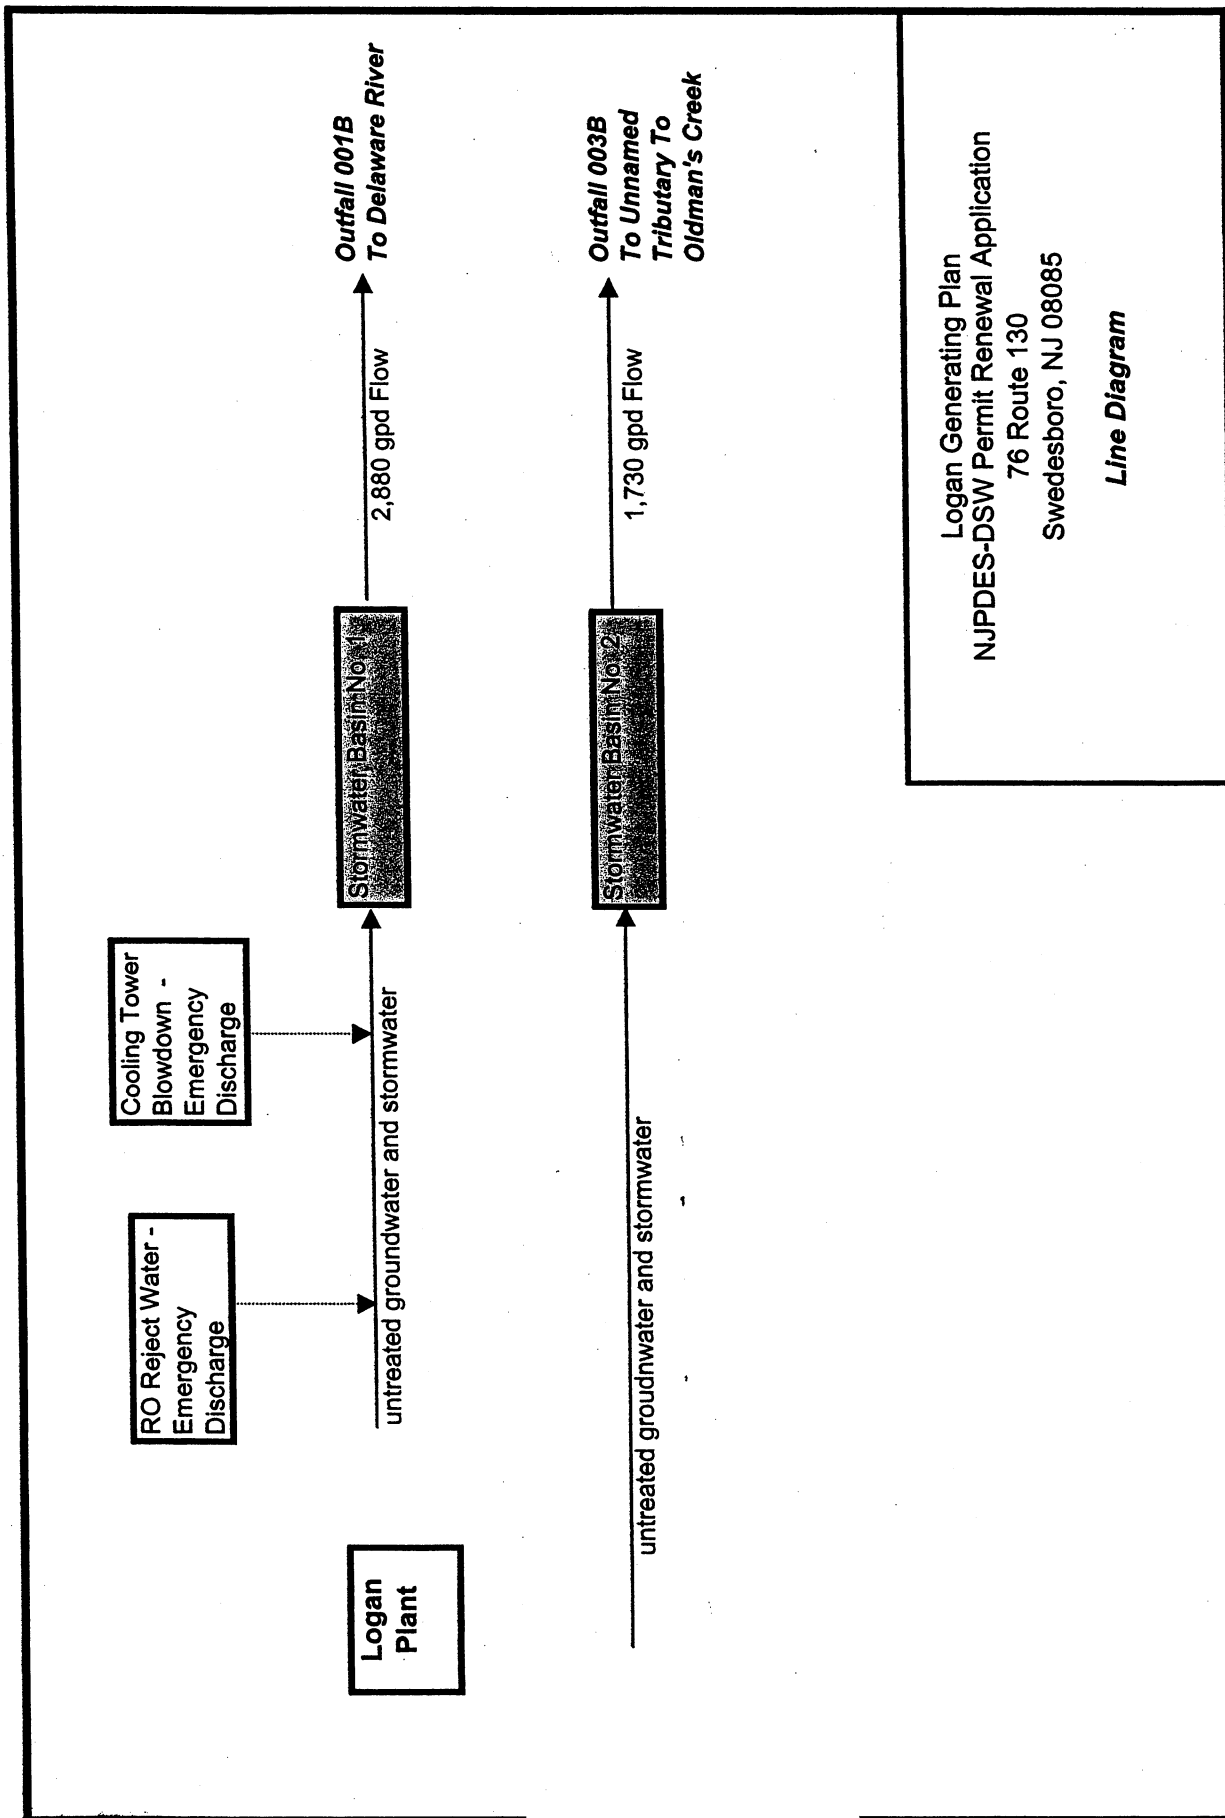 RO Reject Water -
Emergency
Discharge
Cooling Tower
Blowdown -
Emergency
Discharge
Logan
Plant
untreated groundwater and stormwater
Stormwater Basin No. 1
2,880 gpd Flow
Outfall 001B
To Delaware River
untreated groudnwater and stormwater
Stormwater Basin No. 2
1,730 gpd Flow
Outfall 003B
To Unnamed
Tributary To
Oldman's Creek
Logan Generating Plan
NJPDES-DSW Permit Renewal Application
76 Route 130
Swedesboro, NJ 08085
Line Diagram